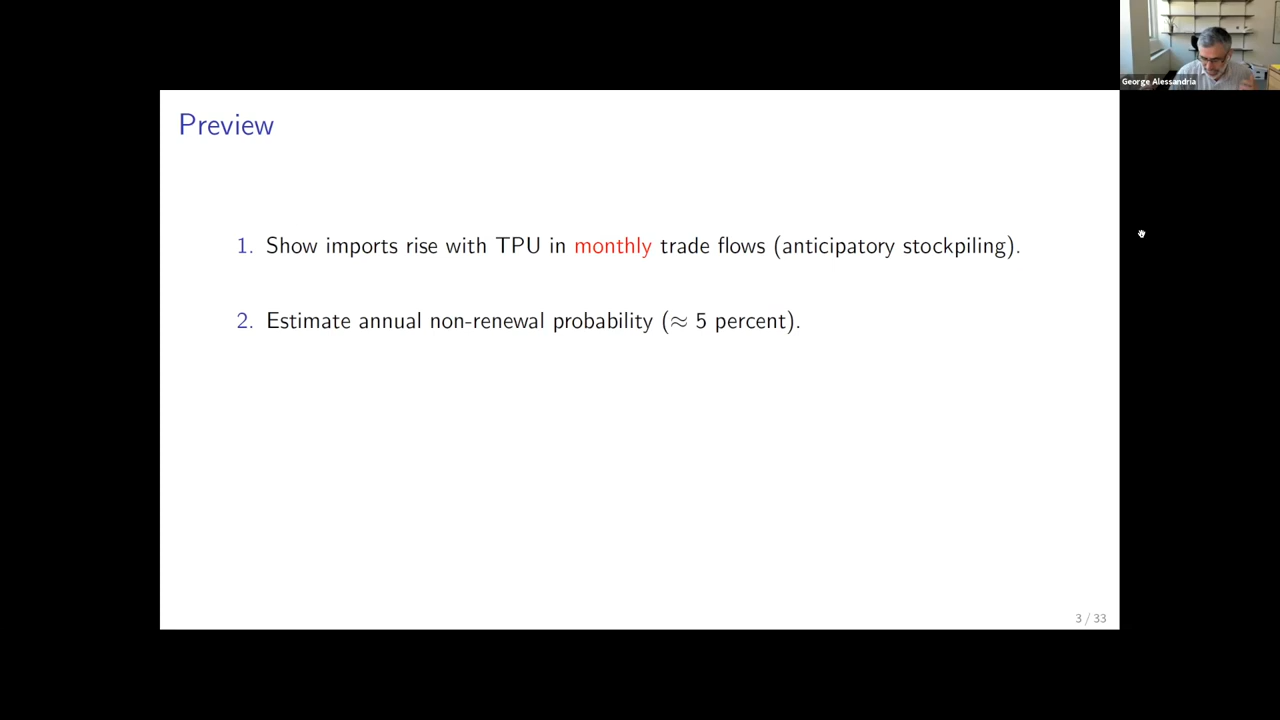 George Alessandria
Preview
1. Show imports rise with TPU in monthly trade flows (anticipatory stockpiling).
2. Estimate annual non-renewal probability (≈ 5 percent).
3 / 33